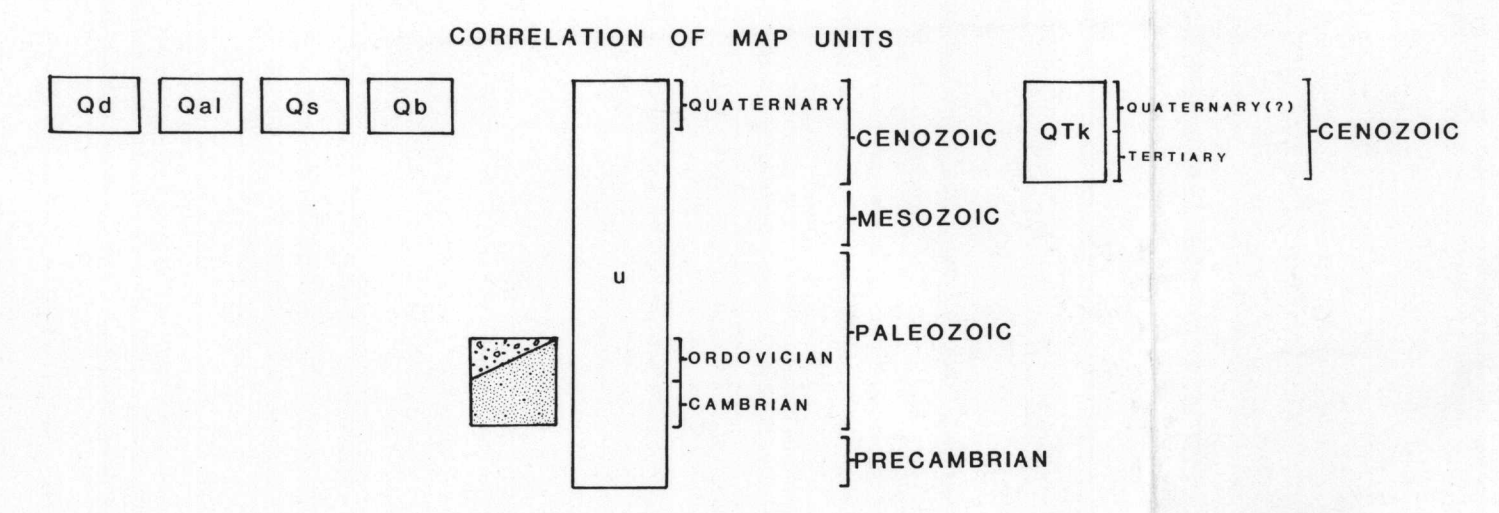 CORRELATION OF MAP UNITS
Qd Qal Qs Qb
u
QUATERNARY
CENOZOIC
MESOZOIC
PALEOZOIC
ORDOVICIAN
CAMBRIAN
PRECAMBRIAN
QTk
QUATERNARY(?)
TERTIARY
CENOZOIC